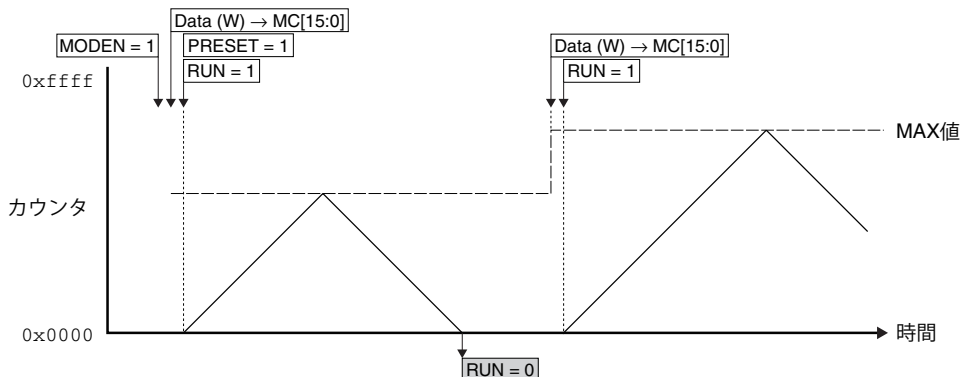 Data (W) → MC[15:0]
MODEN = 1
PRESET = 1
RUN = 1
Data (W) → MC[15:0]
RUN = 1
0xffff
MAX値
カウンタ
0x0000
時間
RUN = 0